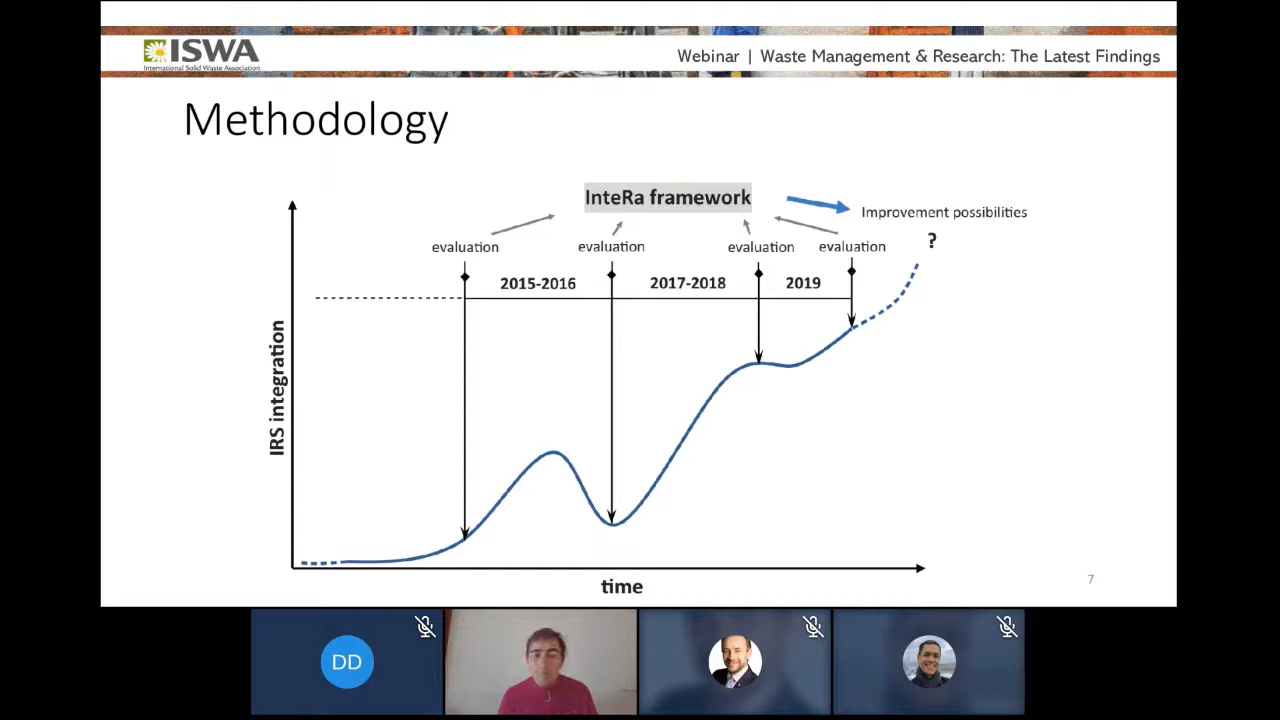 ISWA
International Solid Waste Association
Webinar | Waste Management & Research: The Latest Findings
Methodology
InteRa framework
Improvement possibilities
?
evaluation
evaluation
evaluation
evaluation
2015-2016
2017-2018
2019
IRS integration
time
7
DD